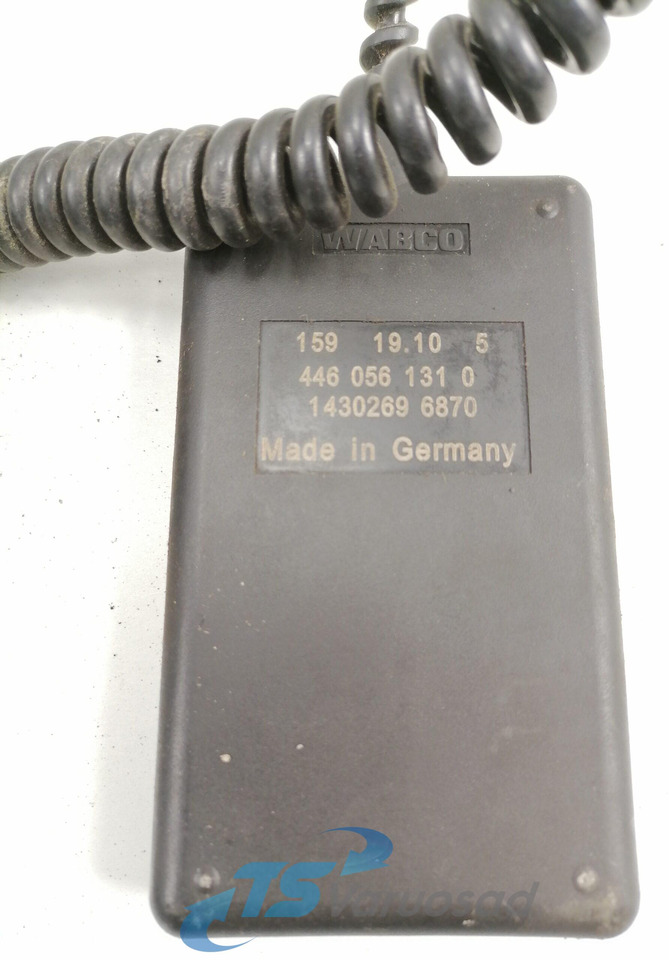 WABCO
159 19.10 5
446 056 131 0
1430269 6870
Made in Germany
TS Varuosad